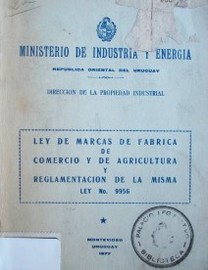 MINISTERIO DE INDUSTRIA Y ENERGIA
REPUBLICA ORIENTAL DEL URUGUAY
DIRECCION DE LA PROPIEDAD INDUSTRIAL
LEY DE MARCAS DE FABRICA
DE
COMERCIO Y DE AGRICULTURA
Y
REGLAMENTACION DE LA MISMA
LEY No. 9956
BIBLIOTECA
MONTEVIDEO
URUGUAY
1977